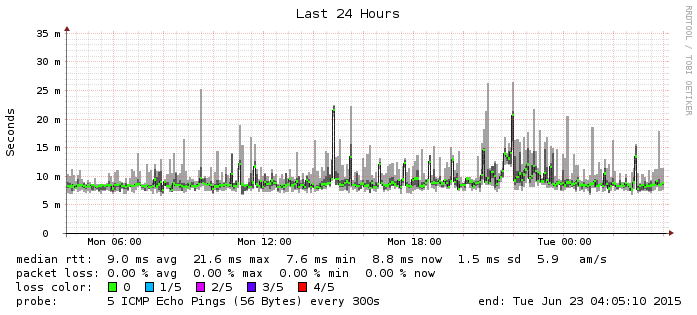 Last 24 Hours
RRDTOOL / TOBI OETIKER
Seconds
35 m
30 m
25 m
20 m
15 m
10 m
5 m
0
Mon 06:00 Mon 12:00 Mon 18:00 Tue 00:00
median rtt: 9.0 ms avg 21.6 ms max 7.6 ms min 8.8 ms now 1.5 ms sd 5.9 am/s
packet loss: 0.00 % avg 0.00 % max 0.00 % min 0.00 % now
loss color: 0 1/5 2/5 3/5 4/5
probe: 5 ICMP Echo Pings (56 Bytes) every 300s end: Tue Jun 23 04:05:10 2015